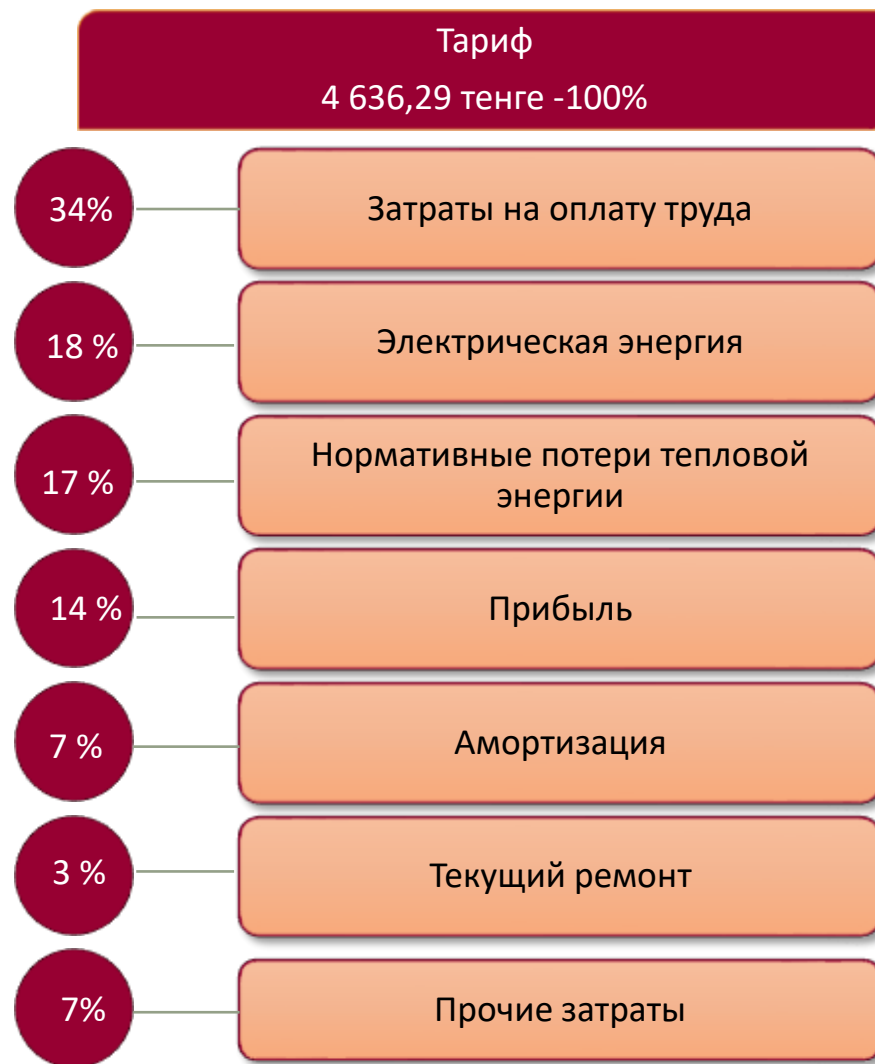 Тариф
4 636,29 тенге -100%
34%
Затраты на оплату труда
18 %
Электрическая энергия
17 %
Нормативные потери тепловой
энергии
14 %
Прибыль
7 %
Амортизация
3 %
Текущий ремонт
7%
Прочие затраты